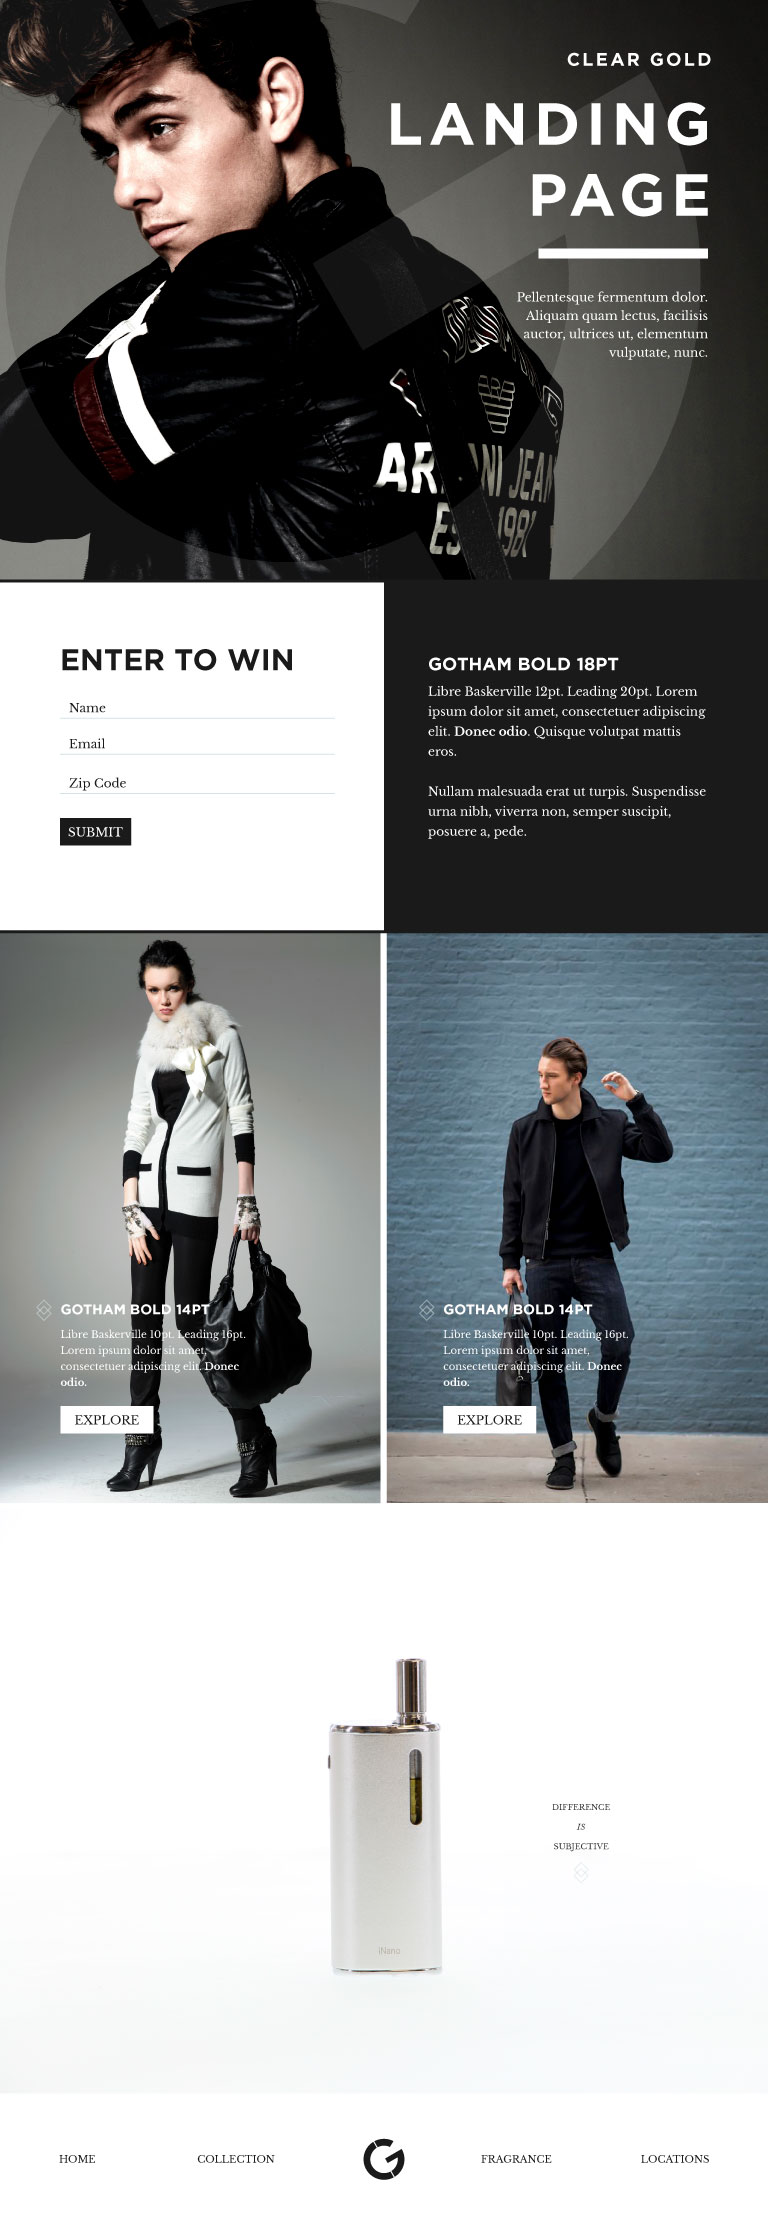 CLEAR GOLD
LANDING
PAGE
Pellentesque fermentum dolor.
Aliquam quam lectus, facilisis
auctor, ultrices ut, elementum
vulputate, nunc.
ENTER TO WIN
Name
Email
Zip Code
SUBMIT
GOTHAM BOLD 18PT
Libre Baskerville 12pt. Leading 20pt. Lorem
ipsum dolor sit amet, consectetuer adipiscing
elit. Donec odio. Quisque volutpat mattis
eros.
Nullam malesuada erat ut turpis. Suspendisse
urna nibh, viverra non, semper suscipit,
posuere a, pede.
GOTHAM BOLD 14PT
Libre Baskerville 10pt. Leading 16pt.
Lorem ipsum dolor sit amet,
consectetuer adipiscing elit. Donec
odio.
EXPLORE
GOTHAM BOLD 14PT
Libre Baskerville 10pt. Leading 16pt.
Lorem ipsum dolor sit amet,
consectetuer adipiscing elit. Donec
odio.
EXPLORE
DIFFERENCE
IS
SUBJECTIVE
iNano
HOME COLLECTION G FRAGRANCE LOCATIONS